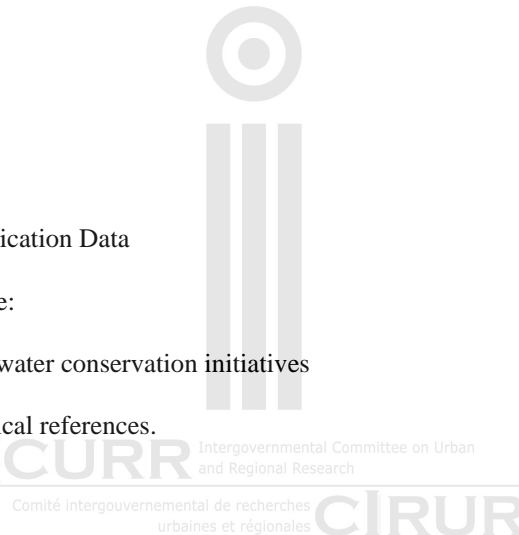 ication Data
e:
water conservation initiatives
ical references.
CURR Intergovernmental Committee on Urban
and Regional Research
Comité intergouvernemental de recherches
urbaines et régionales CIRUR